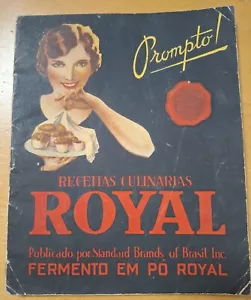 Prompto!
RECEITAS CULINARIAS
ROYAL
Publicado por Standard Brands of Brasil Inc.
FERMENTO EM PÓ ROYAL